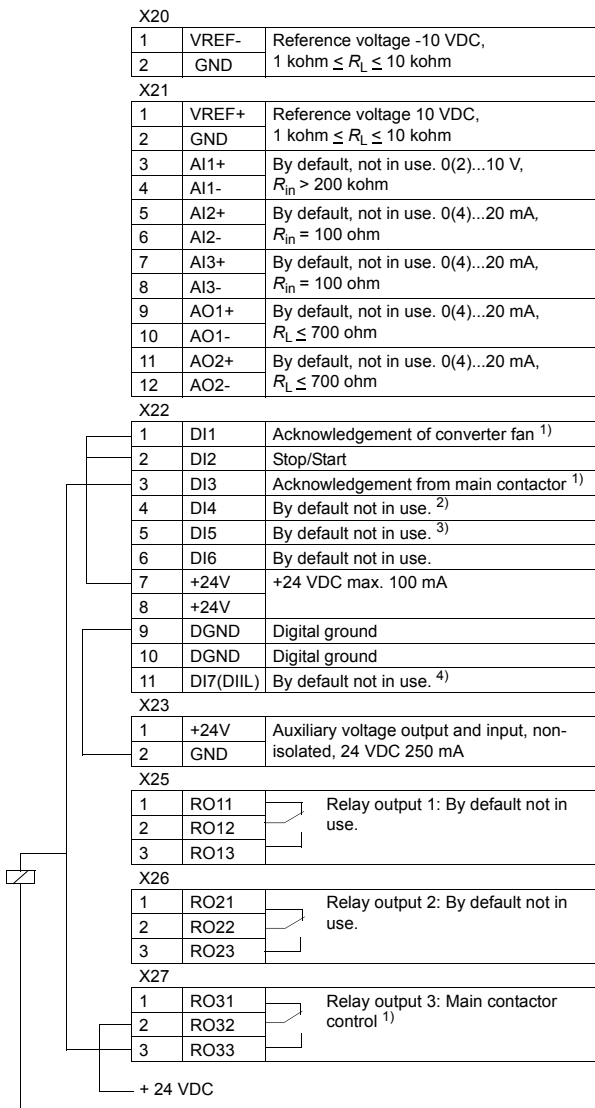 X20
1 VREF- Reference voltage -10 VDC,
2 GND 1 kohm ≤ RL ≤ 10 kohm
X21
1 VREF+ Reference voltage 10 VDC,
2 GND 1 kohm ≤ RL ≤ 10 kohm
3 AI1+ By default, not in use. 0(2)...10 V,
4 AI1- Rin > 200 kohm
5 AI2+ By default, not in use. 0(4)...20 mA,
6 AI2- Rin = 100 ohm
7 AI3+ By default, not in use. 0(4)...20 mA,
8 AI3- Rin = 100 ohm
9 AO1+ By default, not in use. 0(4)...20 mA,
10 AO1- RL ≤ 700 ohm
11 AO2+ By default, not in use. 0(4)...20 mA,
12 AO2- RL ≤ 700 ohm
X22
1 DI1 Acknowledgement of converter fan 1)
2 DI2 Stop/Start
3 DI3 Acknowledgement from main contactor 1)
4 DI4 By default not in use. 2)
5 DI5 By default not in use. 3)
6 DI6 By default not in use.
7 +24V +24 VDC max. 100 mA
8 +24V
9 DGND Digital ground
10 DGND Digital ground
11 DI7(DIIL) By default not in use. 4)
X23
1 +24V Auxiliary voltage output and input, non-
2 GND isolated, 24 VDC 250 mA
X25
1 RO11 Relay output 1: By default not in
2 RO12 use.
3 RO13
X26
1 RO21 Relay output 2: By default not in
2 RO22 use.
3 RO23
X27
1 RO31 Relay output 3: Main contactor
2 RO32 control 1)
3 RO33
+ 24 VDC